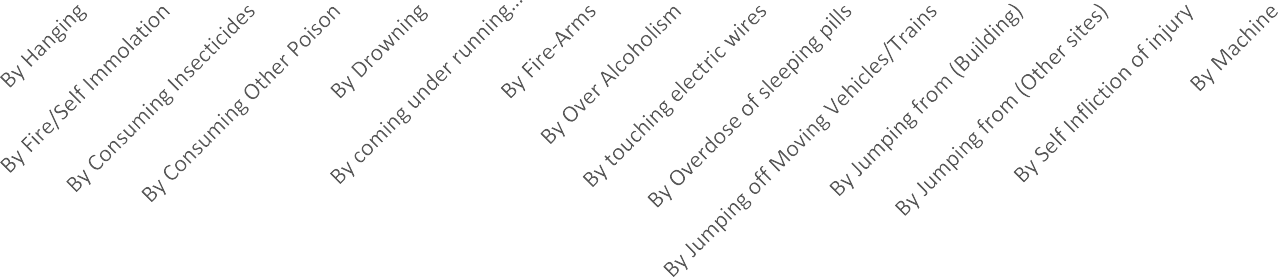 By Hanging
By Fire/Self Immolation
By Consuming Insecticides
By Consuming Other Poison
By Drowning
By coming under running...
By Fire-Arms
By Over Alcoholism
By touching electric wires
By Overdose of sleeping pills
By Jumping off Moving Vehicles/Trains
By Jumping from (Building)
By Jumping from (Other sites)
By Self Infliction of injury
By Machine